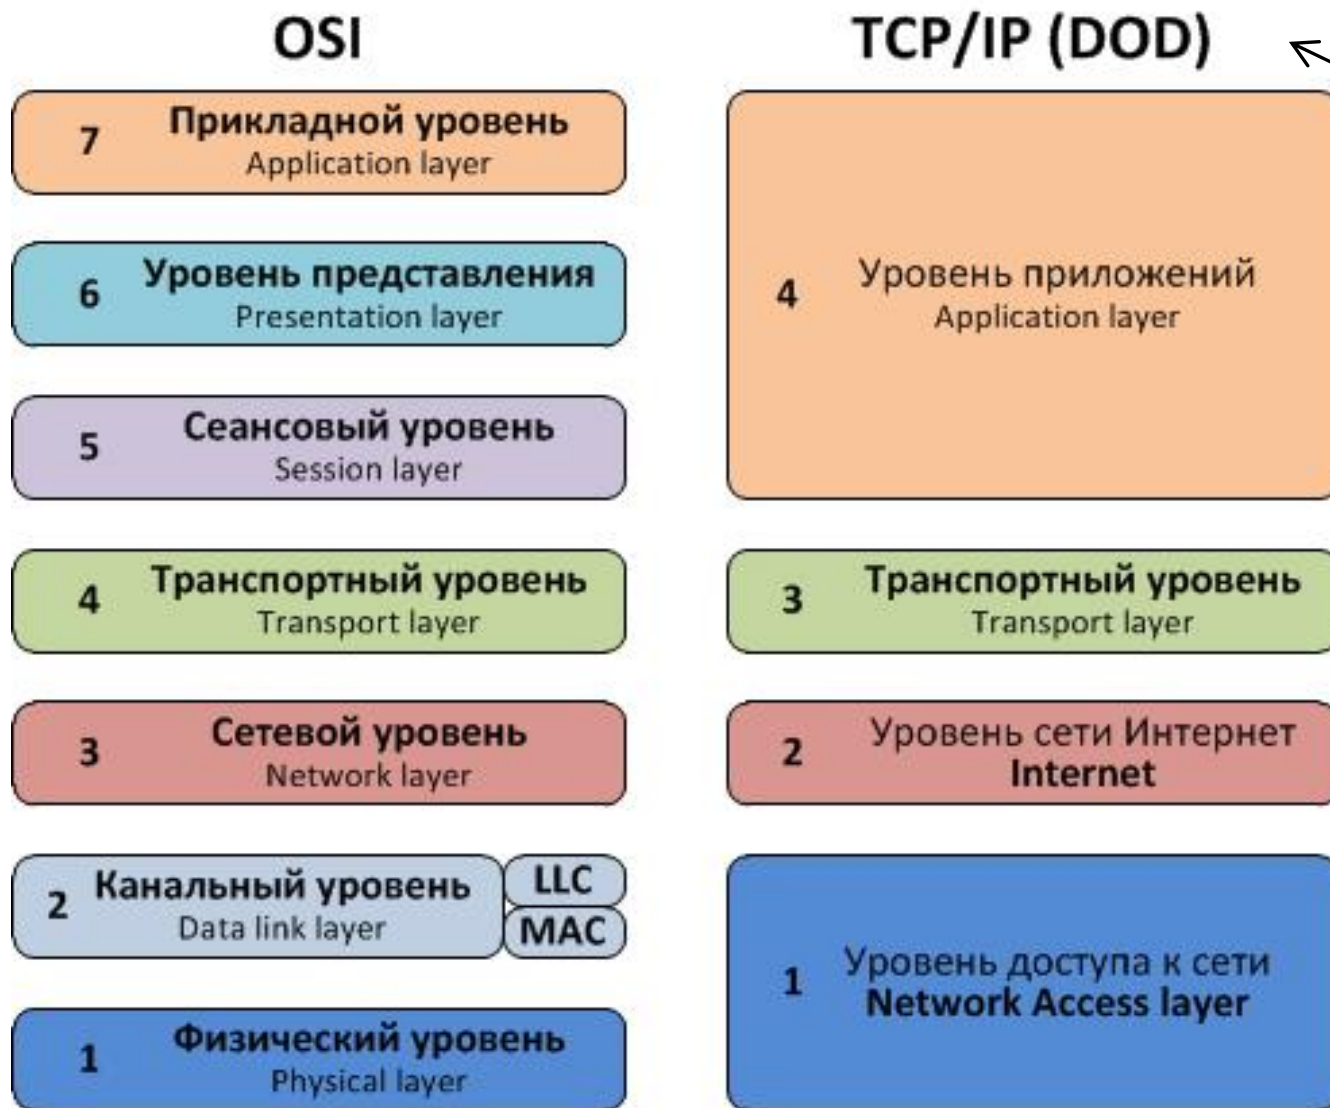 OSI
7
Прикладной уровень
Application layer
6
Уровень представления
Presentation layer
5
Сеансовый уровень
Session layer
4
Транспортный уровень
Transport layer
3
Сетевой уровень
Network layer
2
Канальный уровень
Data link layer
LLC
MAC
1
Физический уровень
Physical layer
TCP/IP (DOD)
4
Уровень приложений
Application layer
3
Транспортный уровень
Transport layer
2
Уровень сети Интернет
Internet
1
Уровень доступа к сети
Network Access layer